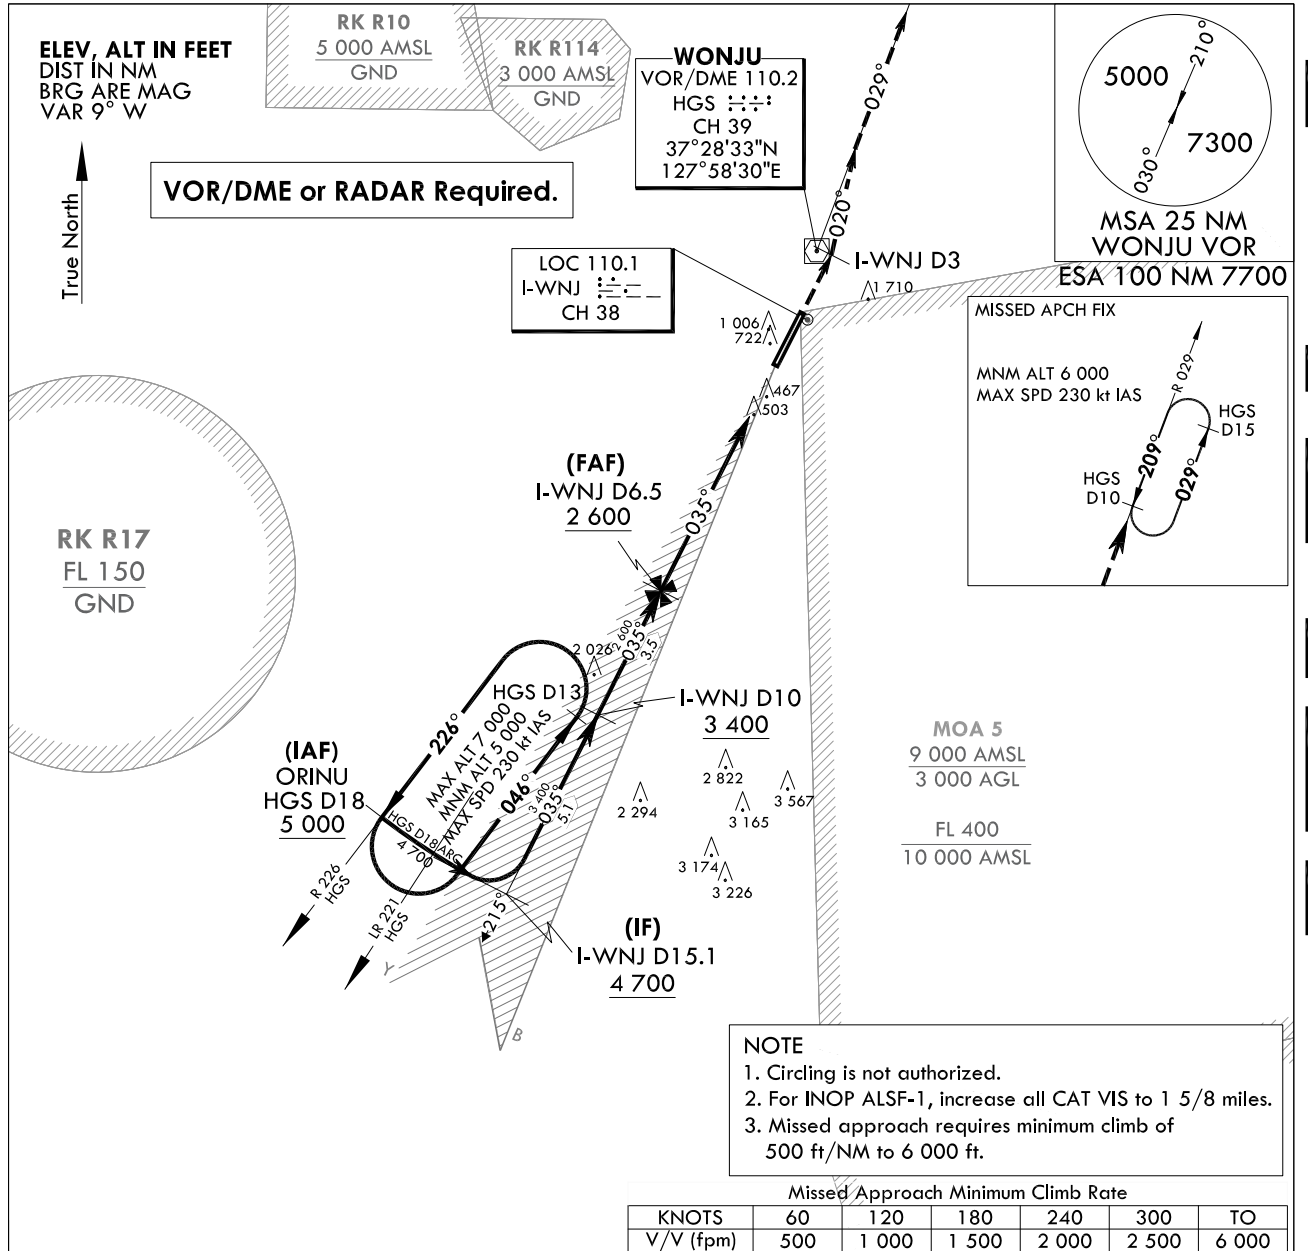 ELEV, ALT IN FEET
DIST IN NM
BRG ARE MAG
VAR 9° W
True North
RK R10
5 000 AMSL
GND
RK R114
3 000 AMSL
GND
VOR/DME or RADAR Required.
WONJU
VOR/DME 110.2
HGS
CH 39
37°28'33"N
127°58'30"E
029°
020°
I-WNJ D3
5000
7300
210°
030°
MSA 25 NM
WONJU VOR
ESA 100 NM 7700
LOC 110.1
I-WNJ
CH 38
1 710
1 006
722
467
503
MISSED APCH FIX
MNM ALT 6 000
MAX SPD 230 kt IAS
R 029
HGS
D15
209°
029°
HGS
D10
RK R17
FL 150
GND
(FAF)
I-WNJ D6.5
2 600
035°
2 600
035°
3.5
2 026
HGS D13
I-WNJ D10
3 400
226°
MAX ALT 7 000
MNM ALT 5 000
MAX SPD 230 kt IAS
046°
3 400
035°
5.1
(IAF)
ORINU
HGS D18
5 000
HGS D18 ARC
4 700
R 226
HGS
LR 221
HGS
215°
Y
B
(IF)
I-WNJ D15.1
4 700
2 822
2 294
3 567
3 165
3 174
3 226
MOA 5
9 000 AMSL
3 000 AGL
FL 400
10 000 AMSL
NOTE
1. Circling is not authorized.
2. For INOP ALSF-1, increase all CAT VIS to 1 5/8 miles.
3. Missed approach requires minimum climb of
500 ft/NM to 6 000 ft.
Missed Approach Minimum Climb Rate
KNOTS 60 120 180 240 300 TO
V/V (fpm) 500 1 000 1 500 2 000 2 500 6 000